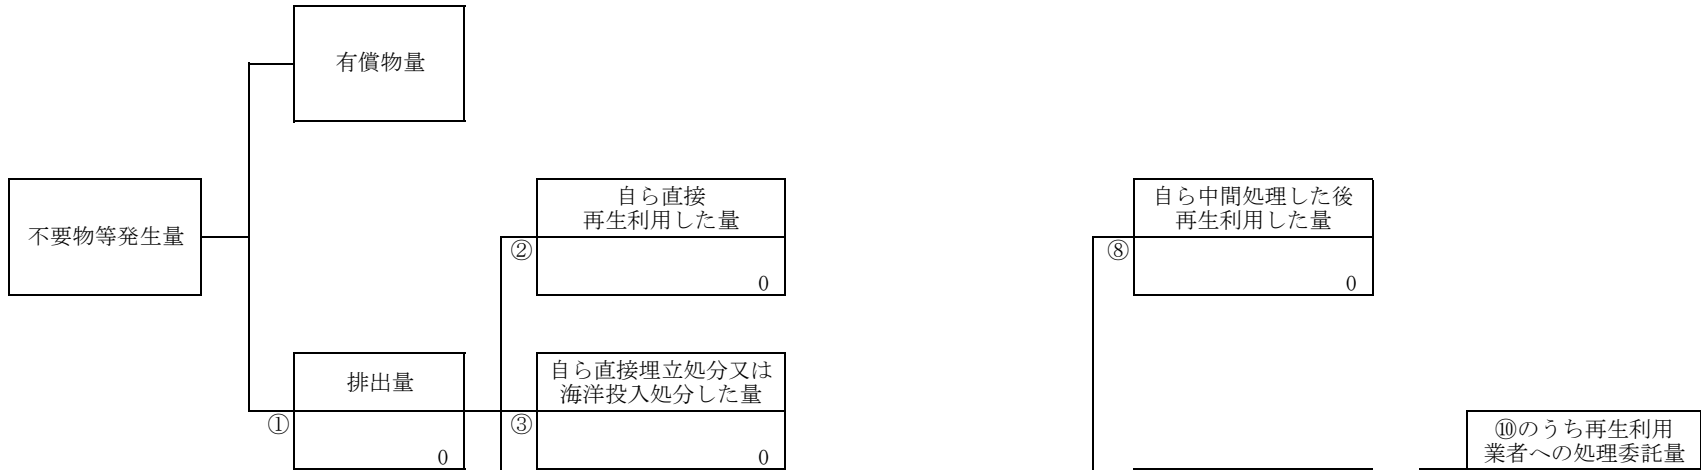 有償物量
不要物等発生量
自ら直接
再生利用した量
②
0
自ら中間処理した後
再生利用した量
⑧
0
排出量
①
0
自ら直接埋立処分又は
海洋投入処分した量
③
0
⑩のうち再生利用
業者への処理委託量